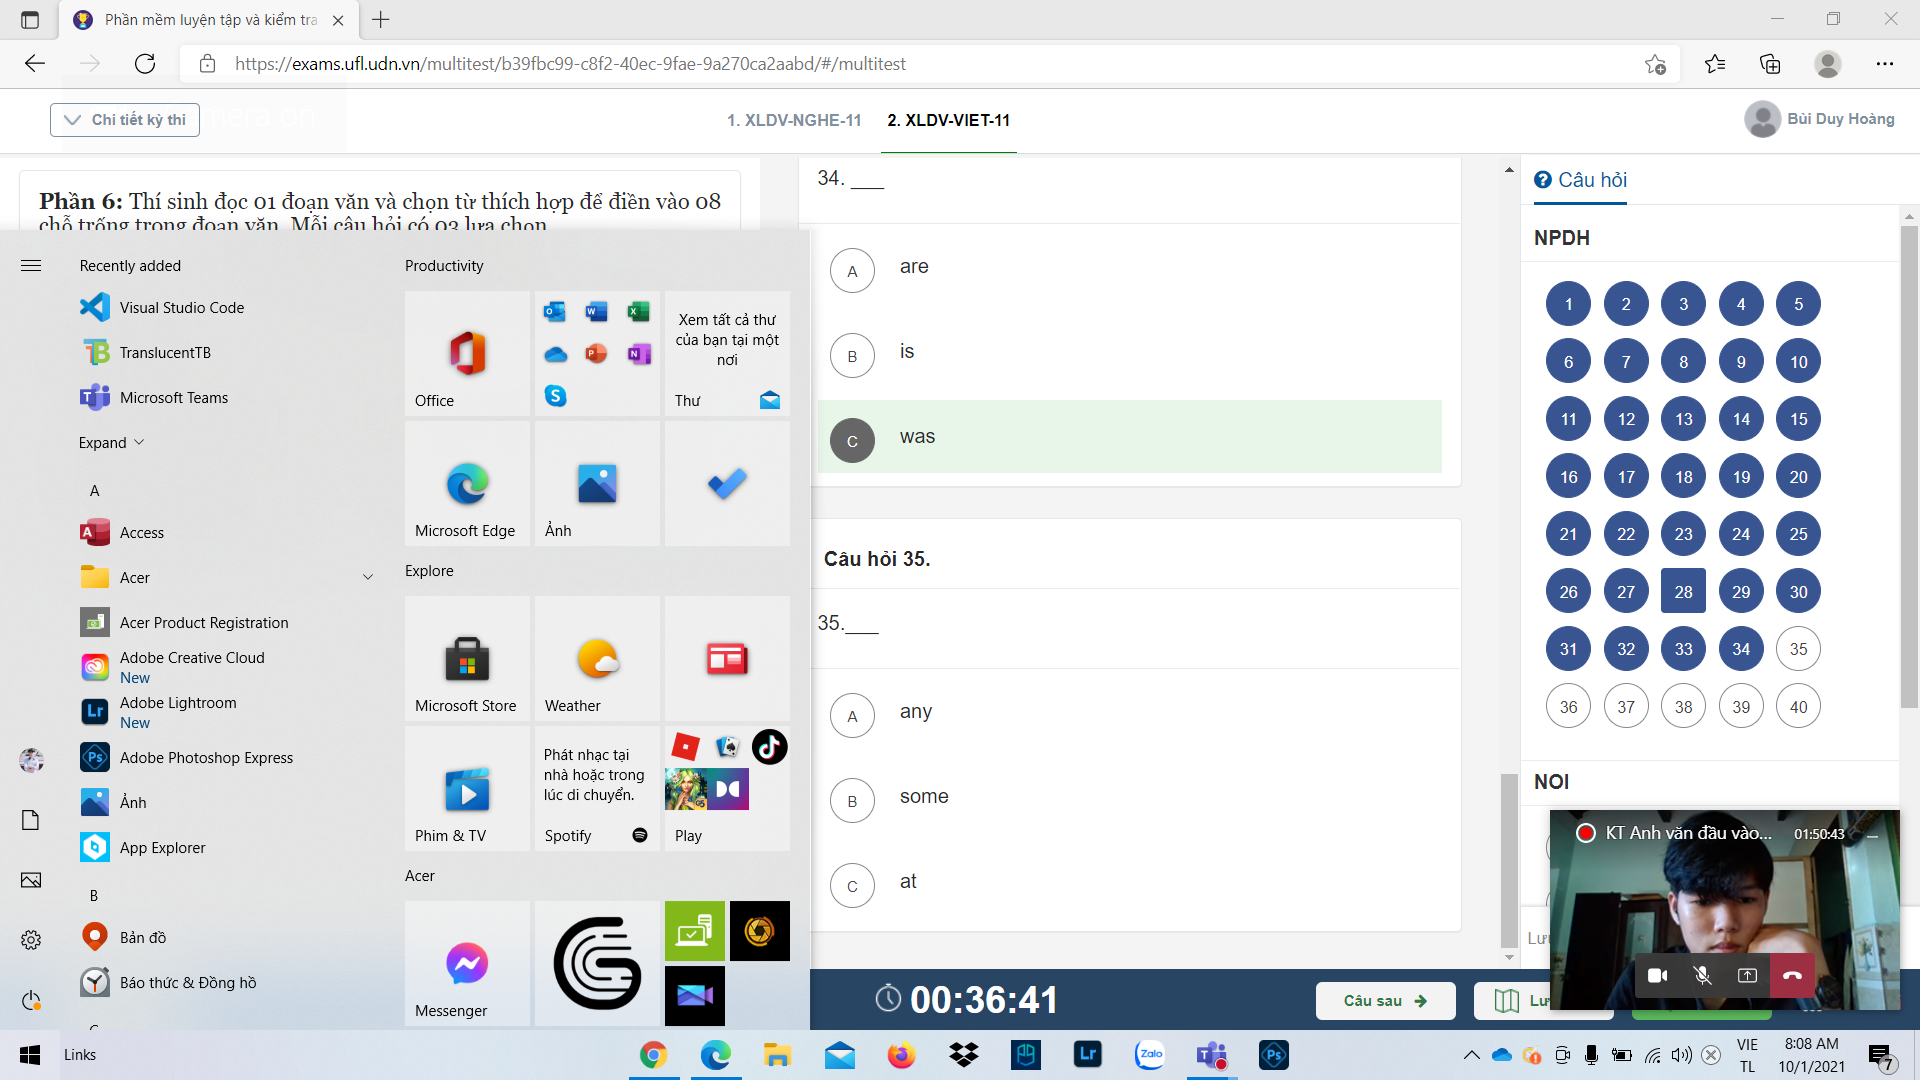 Phần mềm luyện tập và kiểm tra
https://exams.ufl.udn.vn/multitest/b39fbc99-c8f2-40ec-9fae-9a270ca2aabd/#/multitest
Chi tiết kỳ thi
1. XLDV-NGHE-11
2. XLDV-VIET-11
Bùi Duy Hoàng
Phần 6: Thí sinh đọc 01 đoạn văn và chọn từ thích hợp để điền vào 08
chỗ trống trong đoạn văn. Mỗi câu hỏi có 03 lựa chọn
Recently added
Visual Studio Code
TranslucentTB
Microsoft Teams
Expand
A
Access
Acer
Acer Product Registration
Adobe Creative Cloud
New
Adobe Lightroom
New
Adobe Photoshop Express
Ảnh
App Explorer
B
Bản đồ
Báo thức & Đồng hồ
Productivity
Office
Xem tất cả thư
của bạn tại một
nơi
Thư
Microsoft Edge
Ảnh
Explore
Microsoft Store
Weather
Phim & TV
Phát nhạc tại
nhà hoặc trong
lúc di chuyển.
Spotify
Play
Acer
Messenger
34. ___
A are
B is
C was
Câu hỏi 35.
35.___
A any
B some
C at
00:36:41
Câu sau
Câu hỏi
NPDH
1 2 3 4 5
6 7 8 9 10
11 12 13 14 15
16 17 18 19 20
21 22 23 24 25
26 27 28 29 30
31 32 33 34 35
36 37 38 39 40
NOI
KT Anh văn đầu vào... 01:50:43
Links
Zalo
VIE
TL
8:08 AM
10/1/2021
7